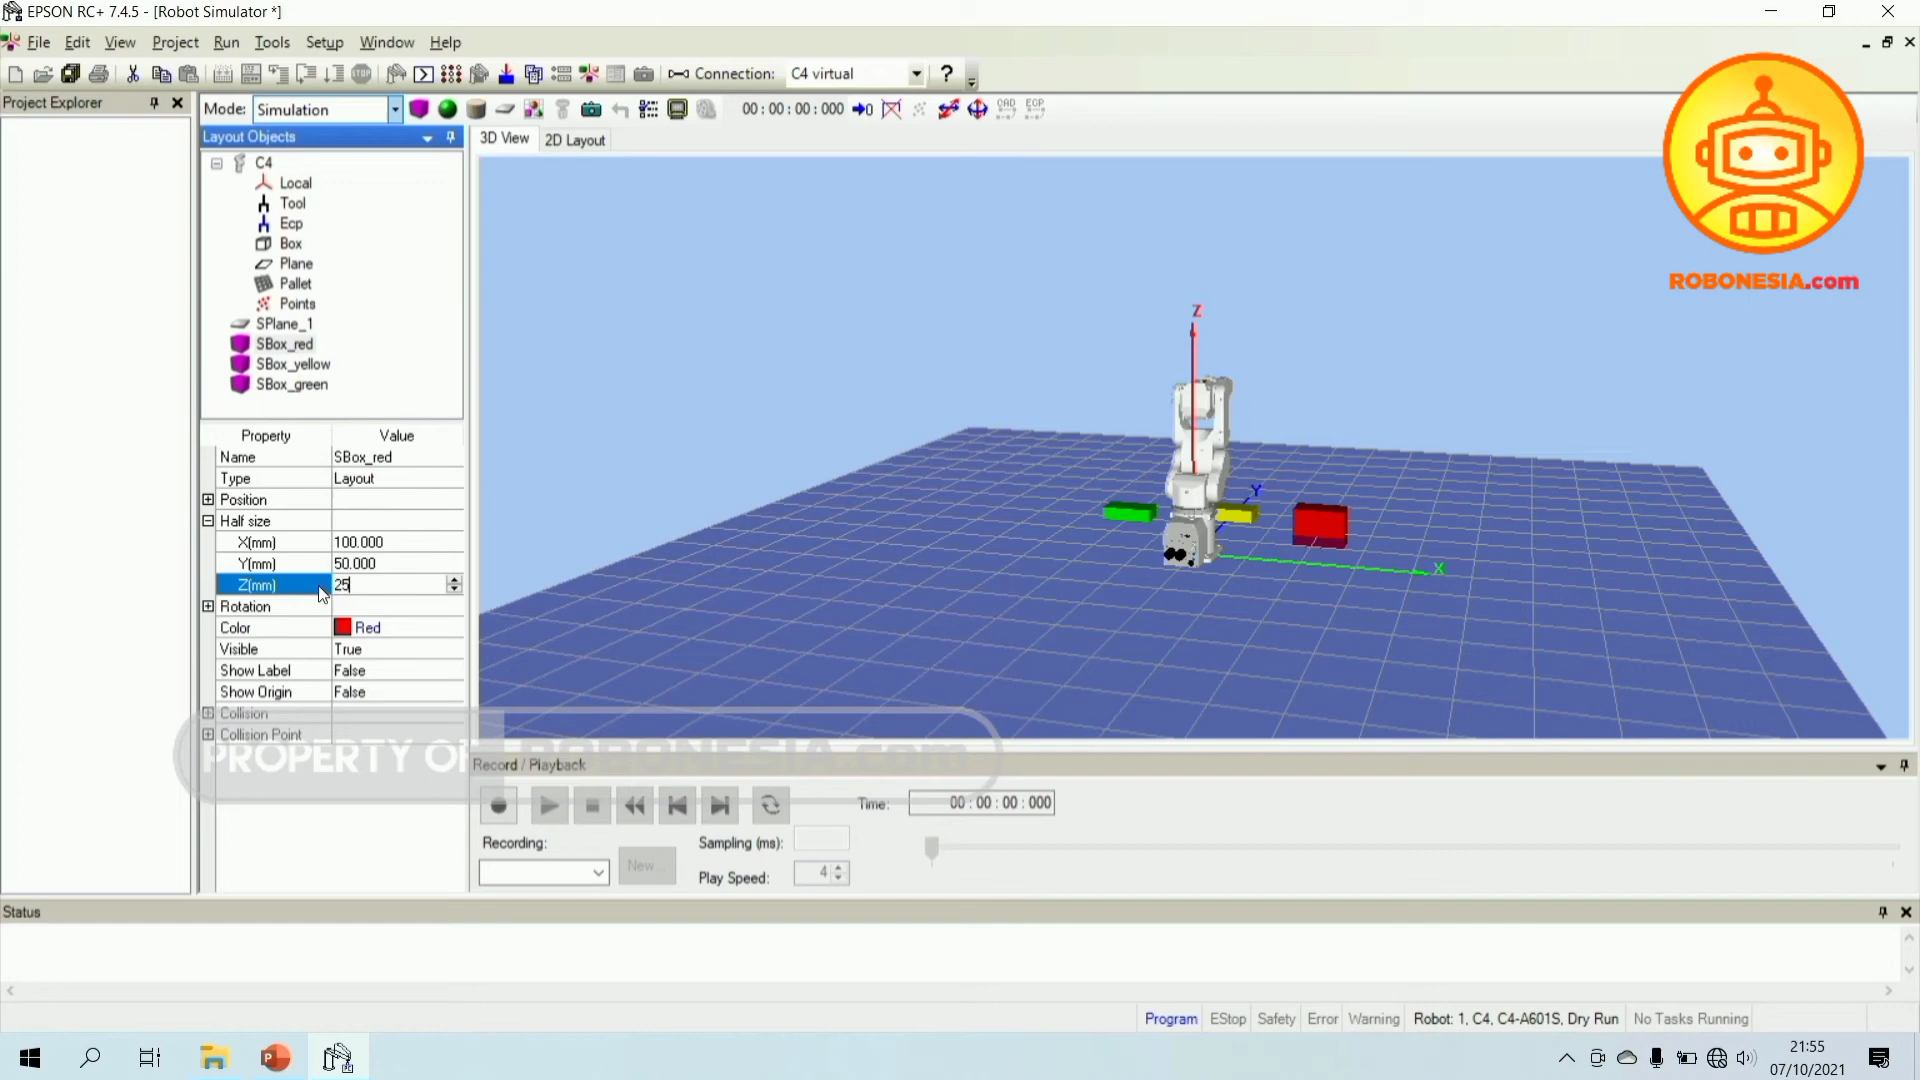 EPSON RC+ 7.4.5 - [Robot Simulator *]
File Edit View Project Run Tools Setup Window Help
Connection: C4 virtual
Project Explorer
Mode: Simulation
00 : 00 : 00 : 000
CAD ECP
Layout Objects
3D View 2D Layout
C4
Local
Tool
Ecp
Box
Plane
Pallet
Points
SPlane_1
SBox_red
SBox_yellow
SBox_green
Property Value
Name SBox_red
Type Layout
Position
Half size
X(mm) 100.000
Y(mm) 50.000
Z(mm) 25
Rotation
Color Red
Visible True
Show Label False
Show Origin False
Collision
Collision Point
Z
Y
X
ROBONESIA.com
PROPERTY OF ROBONESIA.com
Record / Playback
Time: 00 : 00 : 00 : 000
Recording:
New...
Sampling (ms):
Play Speed: 4
Status
Program EStop Safety Error Warning Robot: 1, C4, C4-A601S, Dry Run No Tasks Running
21:55
07/10/2021